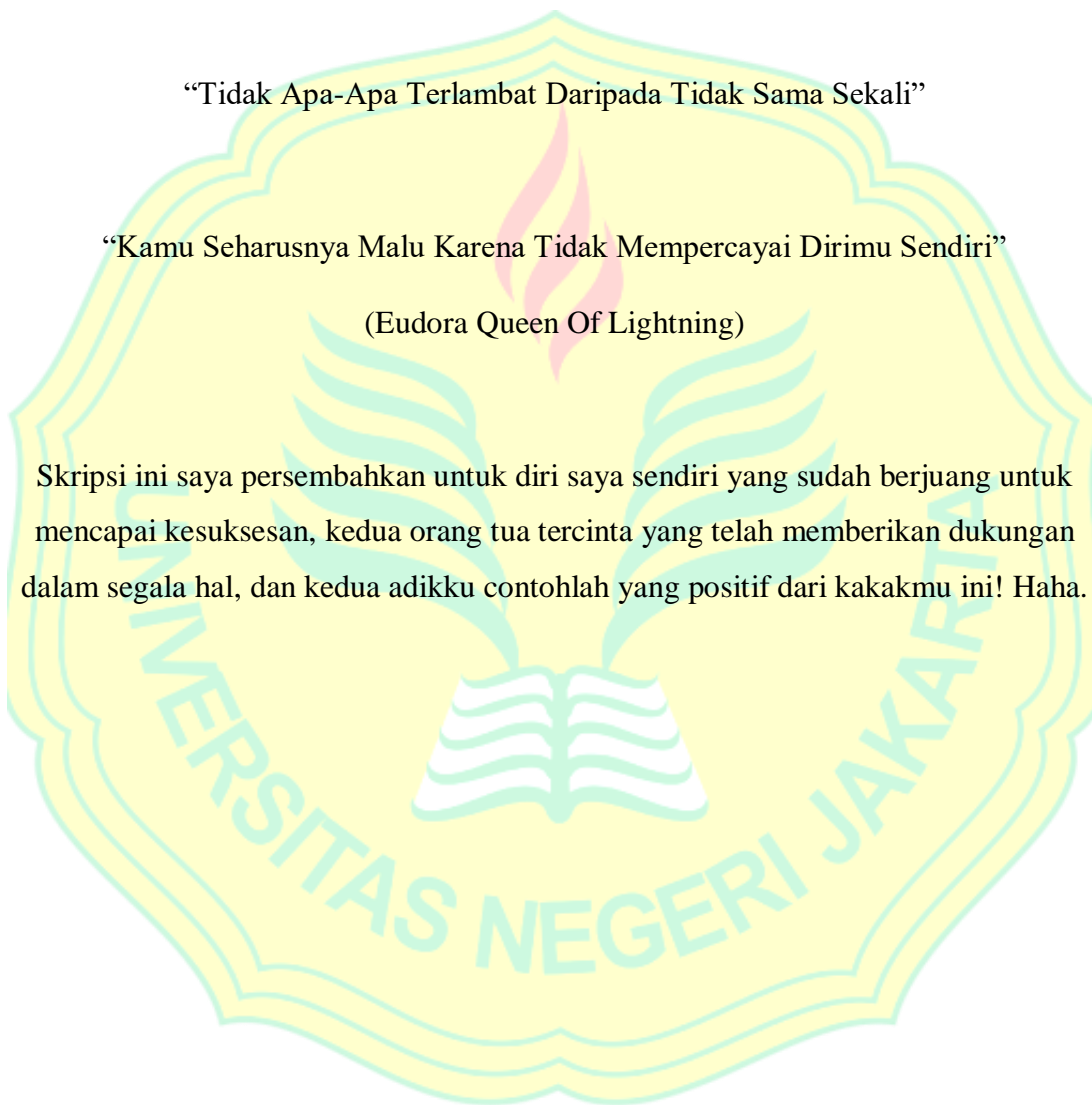 “Tidak Apa-Apa Terlambat Daripada Tidak Sama Sekali”
“Kamu Seharusnya Malu Karena Tidak Mempercayai Dirimu Sendiri”
(Eudora Queen Of Lightning)
Skripsi ini saya persembahkan untuk diri saya sendiri yang sudah berjuang untuk
mencapai kesuksesan, kedua orang tua tercinta yang telah memberikan dukungan
dalam segala hal, dan kedua adikku contohlah yang positif dari kakakmu ini! Haha.
UNIVERSITAS NEGERI JAKARTA